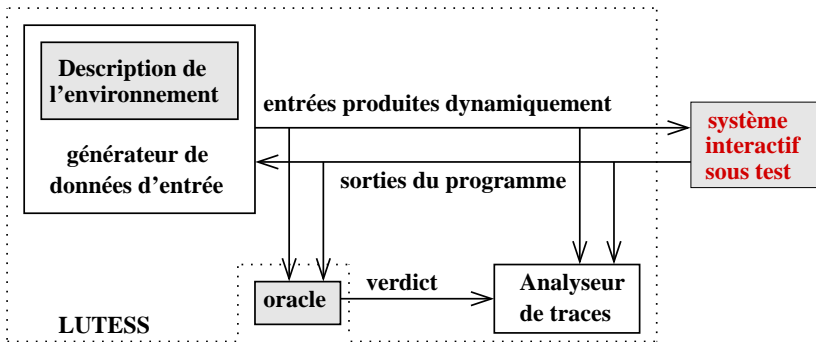 Description de
l'environnement
entrées produites dynamiquement
système
interactif
sous test
générateur de
données d'entrée
sorties du programme
verdict
oracle
Analyseur
de traces
LUTESS